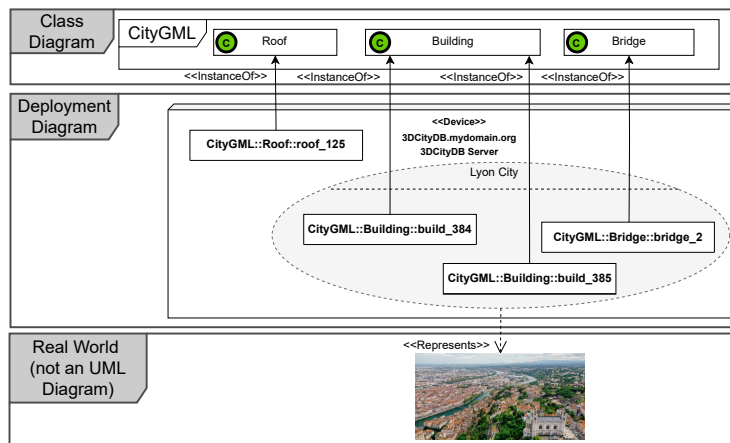 Class
Diagram
CityGML
C
Roof
C
Building
C
Bridge
<<InstanceOf>>
<<InstanceOf>>
<<InstanceOf>>
<<InstanceOf>>
Deployment
Diagram
<<Device>>
3DCityDB.mydomain.org
3DCityDB Server
CityGML::Roof::roof_125
Lyon City
CityGML::Building::build_384
CityGML::Bridge::bridge_2
CityGML::Building::build_385
Real World
(not an UML
Diagram)
<<Represents>>